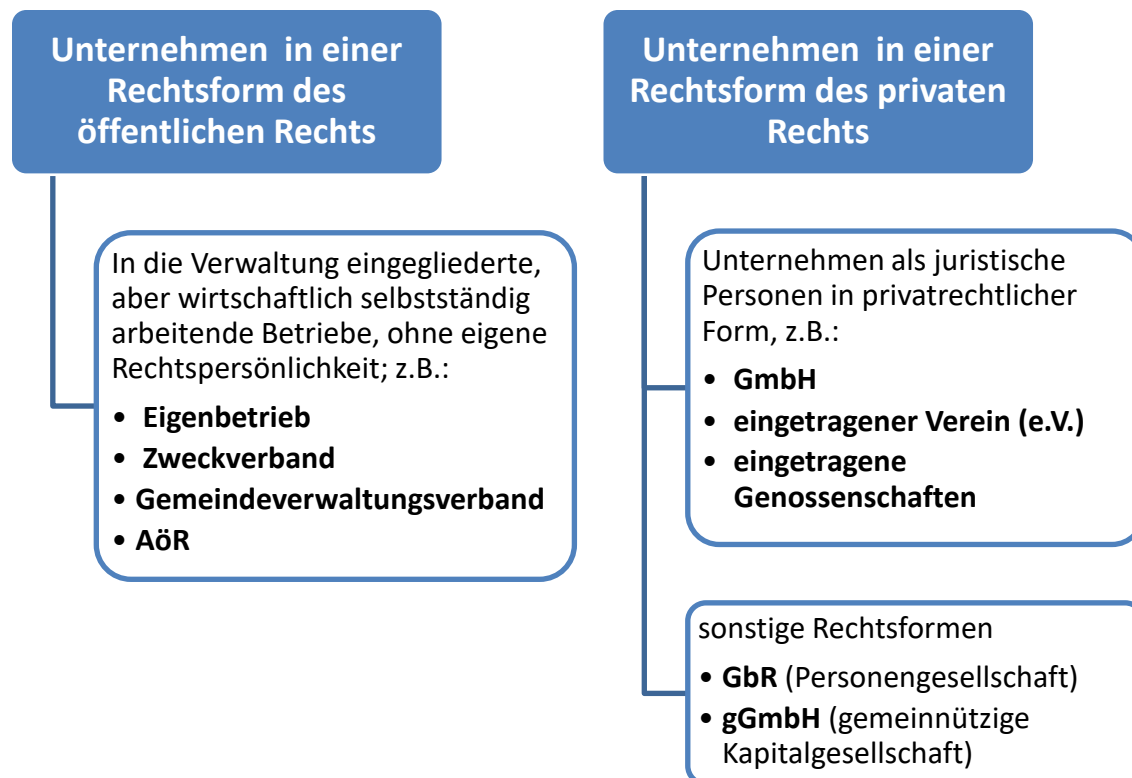 Unternehmen in einer
Rechtsform des
öffentlichen Rechts
In die Verwaltung eingegliederte,
aber wirtschaftlich selbstständig
arbeitende Betriebe, ohne eigene
Rechtspersönlichkeit; z.B.:
• Eigenbetrieb
• Zweckverband
• Gemeindeverwaltungsverband
• AöR
Unternehmen in einer
Rechtsform des privaten
Rechts
Unternehmen als juristische
Personen in privatrechtlicher
Form, z.B.:
• GmbH
• eingetragener Verein (e.V.)
• eingetragene
Genossenschaften
sonstige Rechtsformen
• GbR (Personengesellschaft)
• gGmbH (gemeinnützige
Kapitalgesellschaft)